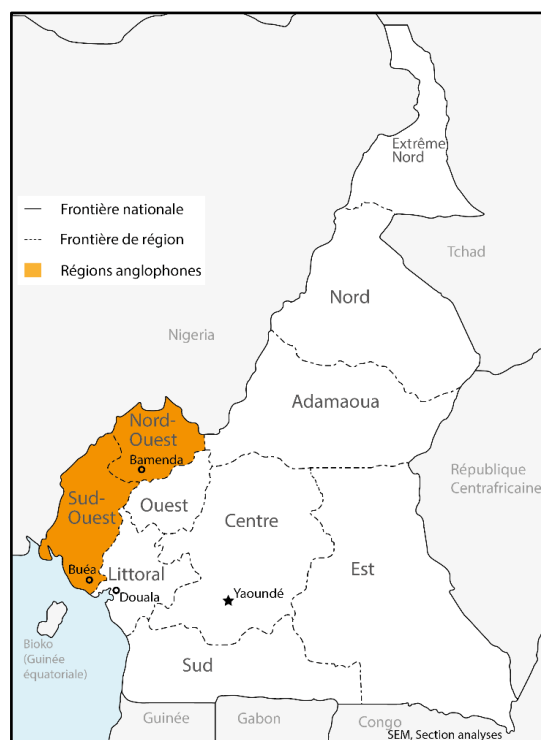 Extrême
Nord
Frontière nationale
Frontière de région
Régions anglophones
Tchad
Nord
Nigeria
Adamaoua
Nord-
Ouest
Bamenda
République
Centrafricaine
Sud-
Ouest
Ouest
Centre
Est
Buéa
Littoral
Douala
Yaoundé
Bioko
(Guinée
équatoriale)
Sud
Guinée
Gabon
Congo
SEM, Section analyses